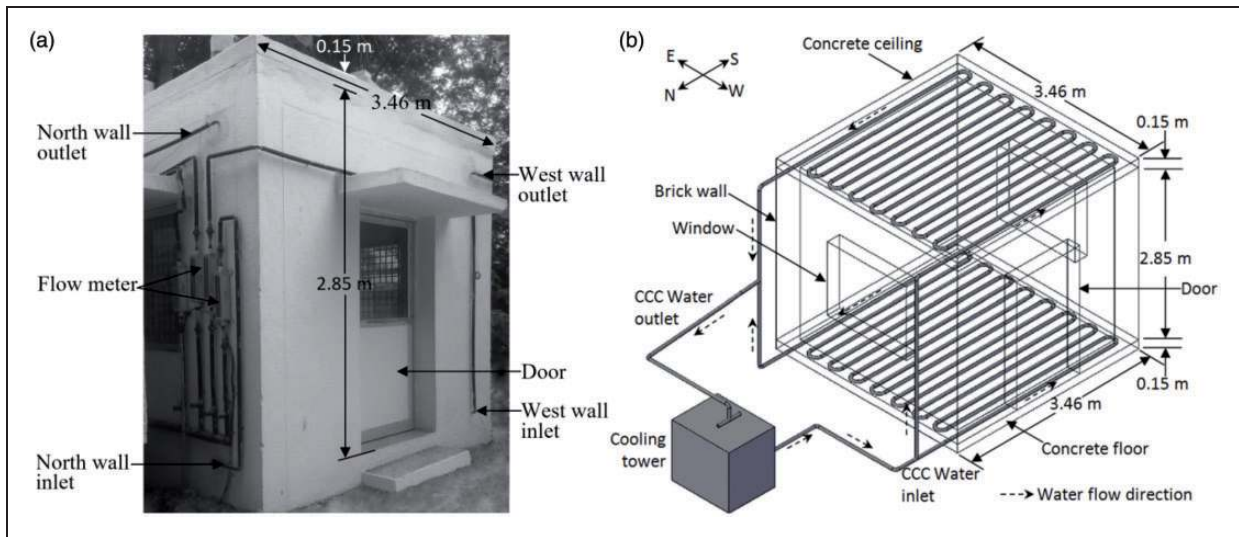 (a)
0.15 m
3.46 m
North wall
outlet
West wall
outlet
Flow meter
2.85 m
Door
West wall
inlet
North wall
inlet
(b)
Concrete ceiling
E
S
N
W
3.46 m
0.15 m
Brick wall
Window
2.85 m
CCC Water
outlet
Door
0.15 m
3.46 m
Cooling
tower
Concrete floor
CCC Water
inlet
Water flow direction